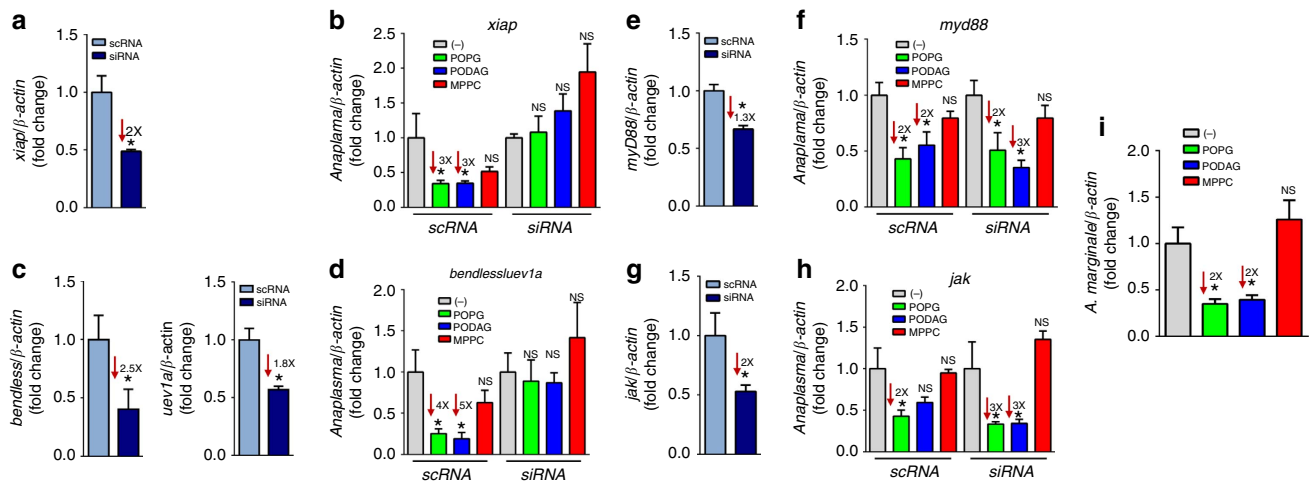 a
xiap/β-actin
(fold change)
1.5
1.0
0.5
0.0
scRNA
siRNA
2X
*
b
xiap
Anaplama/β-actin
(fold change)
2.5
2.0
1.5
1.0
0.5
0.0
(–)
POPG
PODAG
MPPC
3X
*
3X
*
NS
NS
NS
NS
scRNA
siRNA
c
bendless/β-actin
(fold change)
1.5
1.0
0.5
0.0
2.5X
*
uev1a/β-actin
(fold change)
1.5
1.0
0.5
0.0
scRNA
siRNA
1.8X
*
d
bendlessluev1a
Anaplasma/β-actin
(fold change)
2.0
1.5
1.0
0.5
0.0
(–)
POPG
PODAG
MPPC
4X
*
5X
*
NS
NS
NS
NS
scRNA
siRNA
e
myD88/β-actin
(fold change)
1.5
1.0
0.5
0.0
scRNA
siRNA
*
1.3X
f
myd88
Anaplama/β-actin
(fold change)
1.5
1.0
0.5
0.0
(–)
POPG
PODAG
MPPC
2X
*
2X
*
NS
2X
*
3X
*
NS
scRNA
siRNA
g
jak/β-actin
(fold change)
1.5
1.0
0.5
0.0
scRNA
siRNA
2X
*
h
jak
Anaplasma/β-actin
(fold change)
2.0
1.5
1.0
0.5
0.0
(–)
POPG
PODAG
MPPC
2X
*
NS
NS
3X
*
3X
*
NS
scRNA
siRNA
i
A. marginale/β-actin
(fold change)
2.0
1.5
1.0
0.5
0.0
(–)
POPG
PODAG
MPPC
2X
*
2X
*
NS